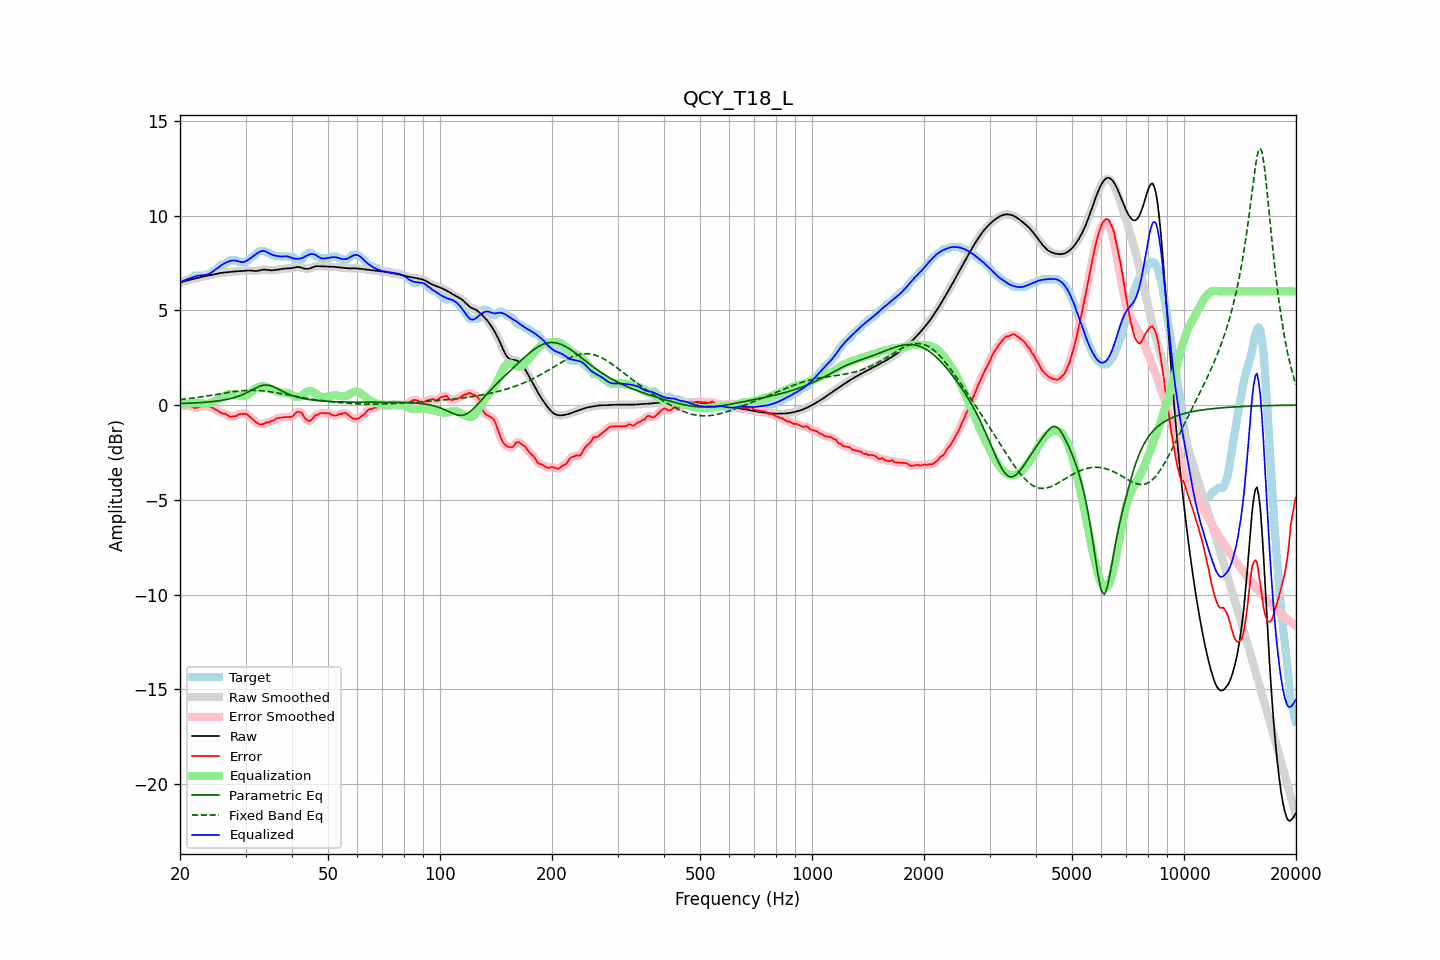 QCY_T18_L
15
10
5
0
−5
−10
−15
−20
Amplitude (dBr)
Target
Raw Smoothed
Error Smoothed
Raw
Error
Equalization
Parametric Eq
Fixed Band Eq
Equalized
20 50 100 200 500 1000 2000 5000 10000 20000
Frequency (Hz)